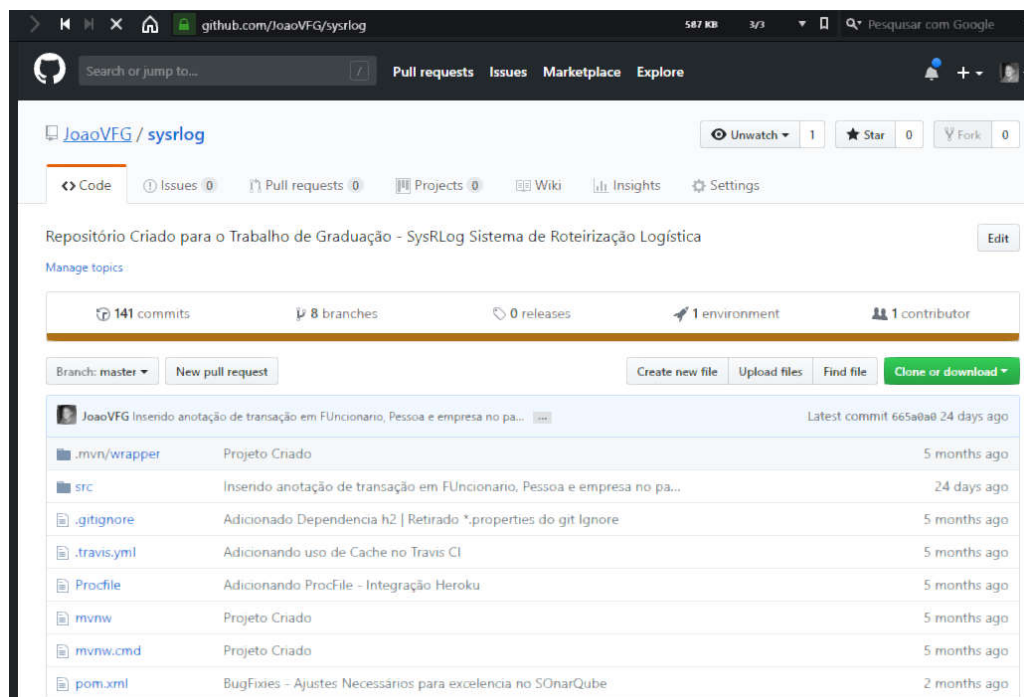 github.com/JoaoVFG/sysrlog 587 KB 3/3 Pesquisar com Google
Search or jump to... / Pull requests Issues Marketplace Explore
JoaoVFG / sysrlog Unwatch 1 Star 0 Fork 0
Code Issues 0 Pull requests 0 Projects 0 Wiki Insights Settings
Repositório Criado para o Trabalho de Graduação - SysRLog Sistema de Roteirização Logística Edit
Manage topics
141 commits 8 branches 0 releases 1 environment 1 contributor
Branch: master New pull request Create new file Upload files Find file Clone or download
JoaoVFG Insendo anotação de transação em FUncionario, Pessoa e empresa no pa... ... Latest commit 665a0a0 24 days ago
.mvn/wrapper Projeto Criado 5 months ago
src Insendo anotação de transação em FUncionario, Pessoa e empresa no pa... 24 days ago
.gitignore Adicionado Dependencia h2 | Retirado *.properties do git Ignore 5 months ago
.travis.yml Adicionando uso de Cache no Travis CI 5 months ago
Procfile Adicionando ProcFile - Integração Heroku 5 months ago
mvnw Projeto Criado 5 months ago
mvnw.cmd Projeto Criado 5 months ago
pom.xml BugFixies - Ajustes Necessários para excelencia no SOnarQube 2 months ago